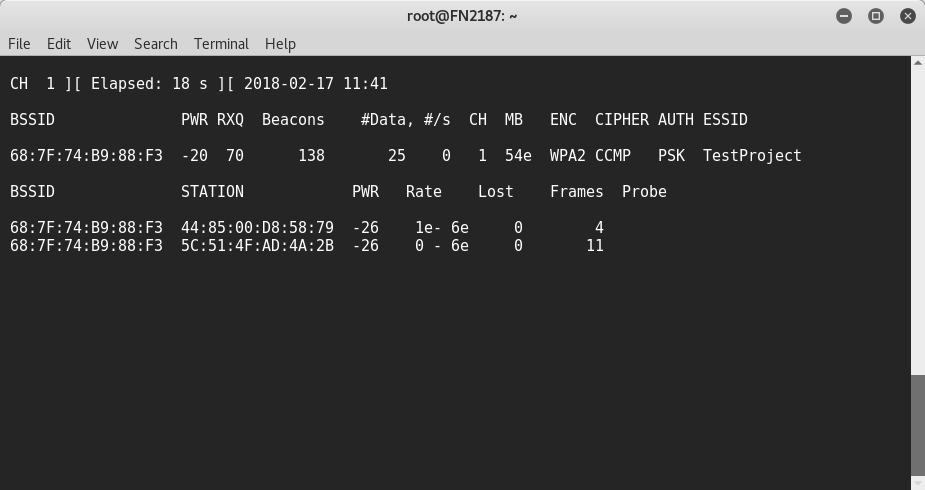 root@FN2187: ~
File Edit View Search Terminal Help
CH  1 ][ Elapsed: 18 s ][ 2018-02-17 11:41
BSSID              PWR RXQ  Beacons    #Data, #/s  CH  MB   ENC  CIPHER AUTH ESSID
68:7F:74:B9:88:F3  -20  70      138       25    0   1  54e  WPA2 CCMP   PSK  TestProject
BSSID              STATION            PWR   Rate    Lost    Frames  Probe
68:7F:74:B9:88:F3  44:85:00:D8:58:79  -26    1e- 6e     0        4
68:7F:74:B9:88:F3  5C:51:4F:AD:4A:2B  -26    0 - 6e     0       11